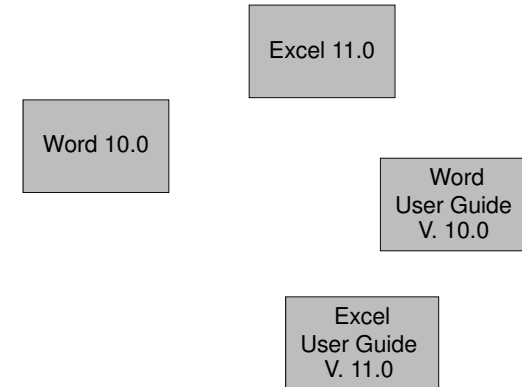 Excel 11.0
Word 10.0
Word
User Guide
V. 10.0
Excel
User Guide
V. 11.0